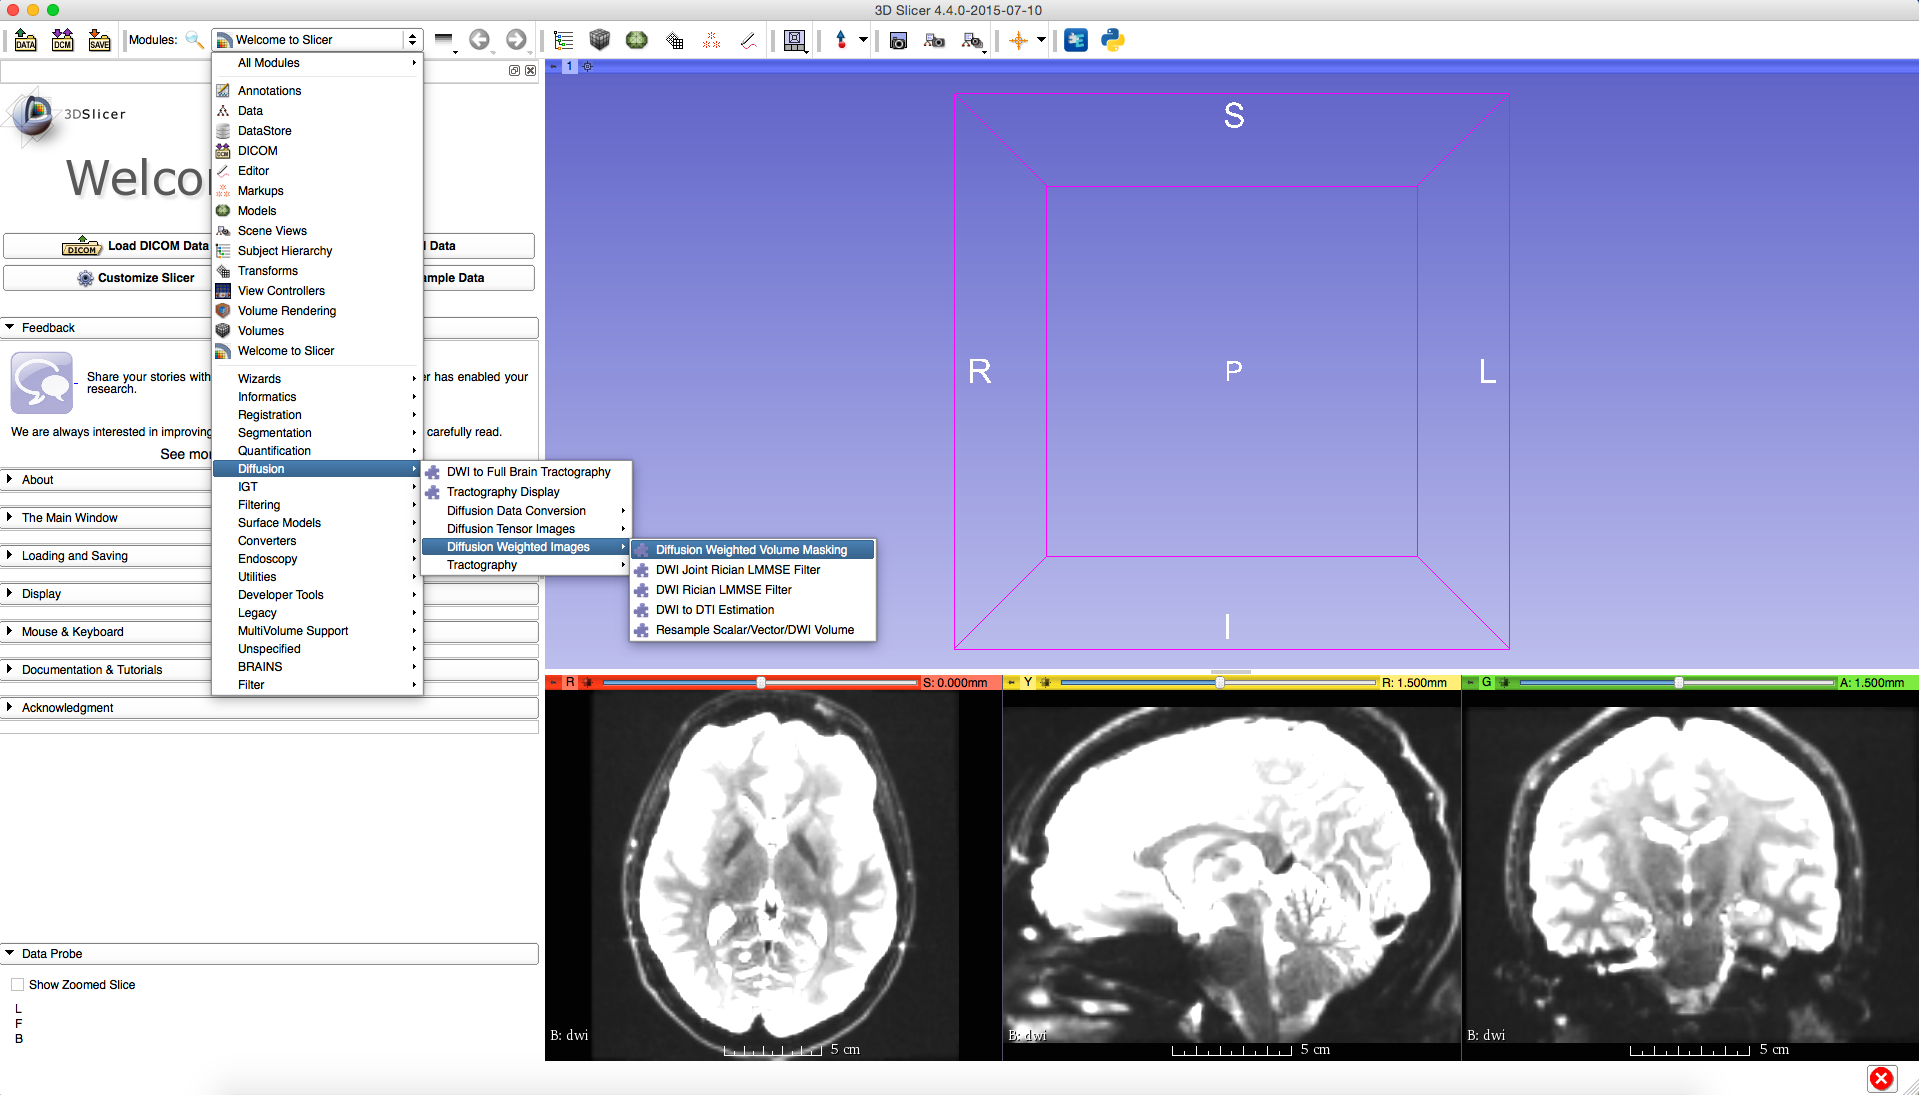 3D Slicer 4.4.0-2015-07-10
DATA
DCM
SAVE
Modules:
Welcome to Slicer
All Modules
Annotations
Data
DataStore
DICOM
Editor
Markups
Models
Scene Views
Subject Hierarchy
Transforms
View Controllers
Volume Rendering
Volumes
Welcome to Slicer
Wizards
Informatics
Registration
Segmentation
Quantification
Diffusion
IGT
Filtering
Surface Models
Converters
Endoscopy
Utilities
Developer Tools
Legacy
MultiVolume Support
Unspecified
BRAINS
Filter
DWI to Full Brain Tractography
Tractography Display
Diffusion Data Conversion
Diffusion Tensor Images
Diffusion Weighted Images
Tractography
Diffusion Weighted Volume Masking
DWI Joint Rician LMMSE Filter
DWI Rician LMMSE Filter
DWI to DTI Estimation
Resample Scalar/Vector/DWI Volume
3DSlicer
Welco
DICOM
Load DICOM Data
Data
Customize Slicer
Data
Feedback
Share your stories with
er has enabled your
research.
We are always interested in improving
carefully read.
See
About
The Main Window
Loading and Saving
Display
Mouse & Keyboard
Documentation & Tutorials
Acknowledgment
Data Probe
Show Zoomed Slice
L
F
B
1
S
R
P
L
I
R
S: 0.000mm
Y
R: 1.500mm
G
A: 1.500mm
B: dwi
5 cm
B: dwi
5 cm
B: dwi
5 cm